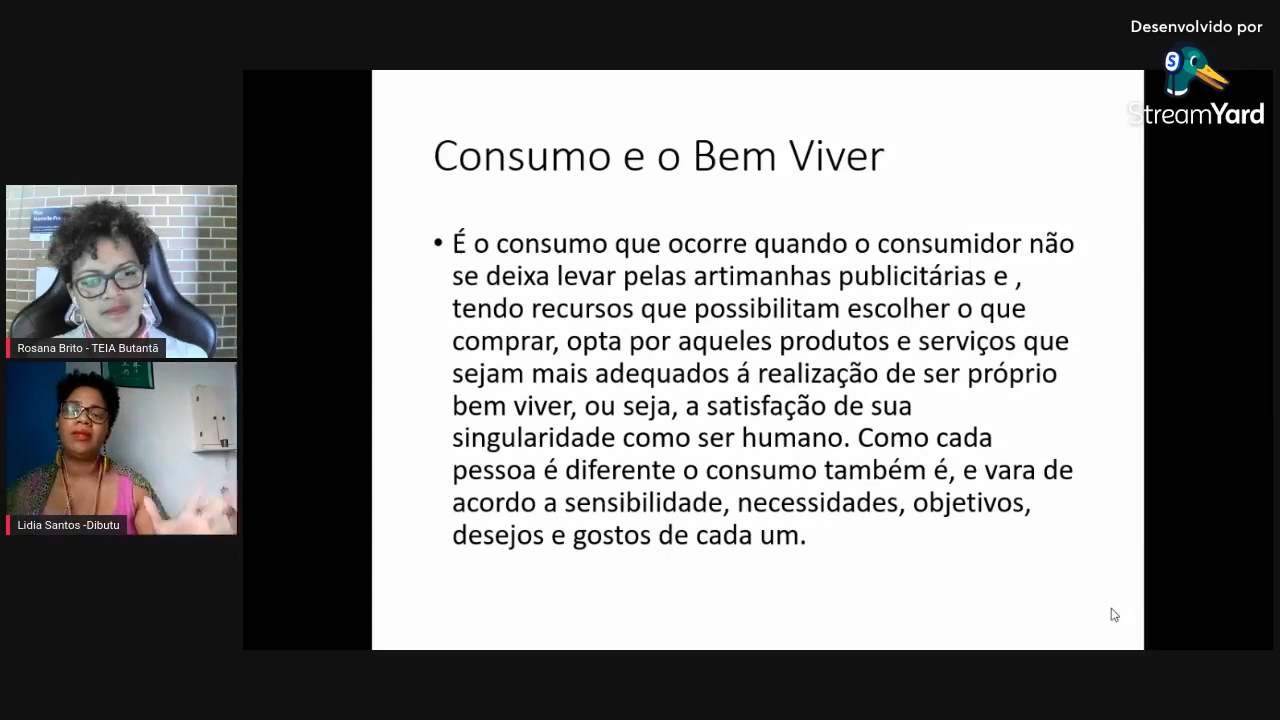 Desenvolvido por
StreamYard
Consumo e o Bem Viver
• É o consumo que ocorre quando o consumidor não
se deixa levar pelas artimanhas publicitárias e ,
tendo recursos que possibilitam escolher o que
comprar, opta por aqueles produtos e serviços que
sejam mais adequados á realização de ser próprio
bem viver, ou seja, a satisfação de sua
singularidade como ser humano. Como cada
pessoa é diferente o consumo também é, e vara de
acordo a sensibilidade, necessidades, objetivos,
desejos e gostos de cada um.
Rosana Brito - TEIA Butantã
Lidia Santos -Dibutu